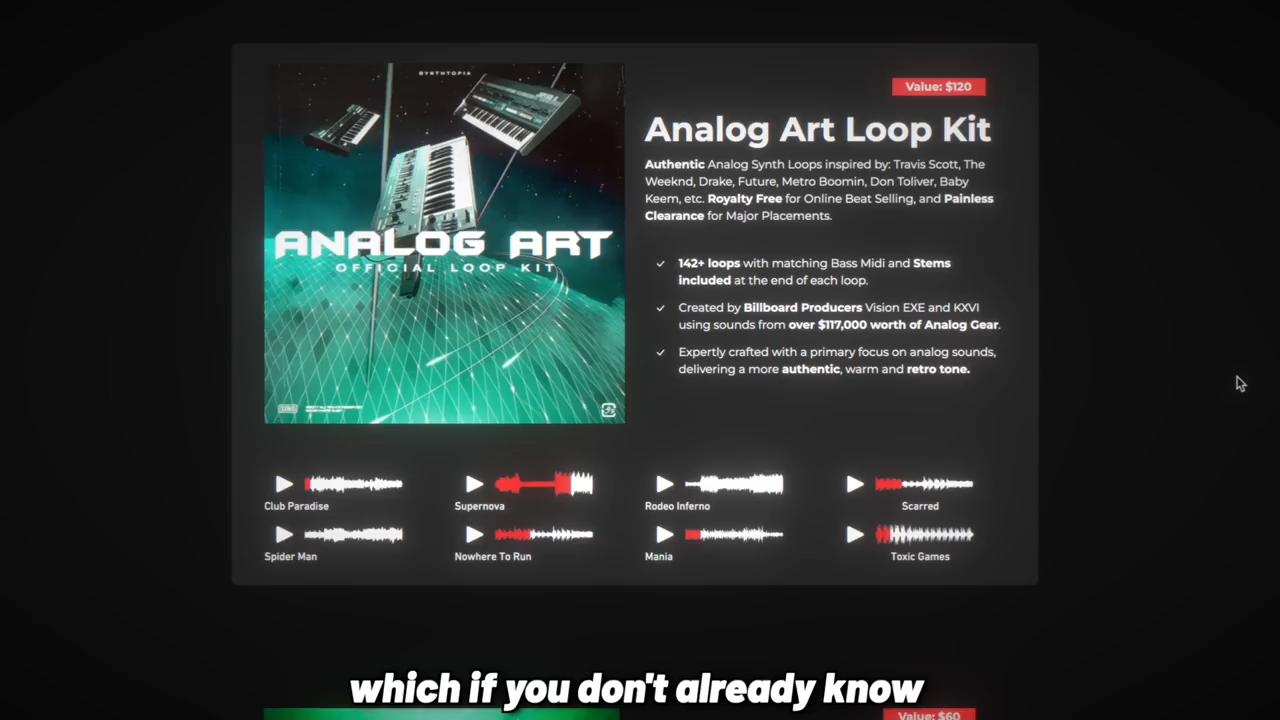 SYNTHTOPIA
ANALOG ART
OFFICIAL LOOP KIT
Value: $120
Analog Art Loop Kit
Authentic Analog Synth Loops inspired by: Travis Scott, The
Weeknd, Drake, Future, Metro Boomin, Don Toliver, Baby
Keem, etc. Royalty Free for Online Beat Selling, and Painless
Clearance for Major Placements.
142+ loops with matching Bass Midi and Stems
included at the end of each loop.
Created by Billboard Producers Vision EXE and KXVI
using sounds from over $117,000 worth of Analog Gear.
Expertly crafted with a primary focus on analog sounds,
delivering a more authentic, warm and retro tone.
Club Paradise
Supernova
Rodeo Inferno
Scarred
Spider Man
Nowhere To Run
Mania
Toxic Games
which if you don't already know
Value: $60